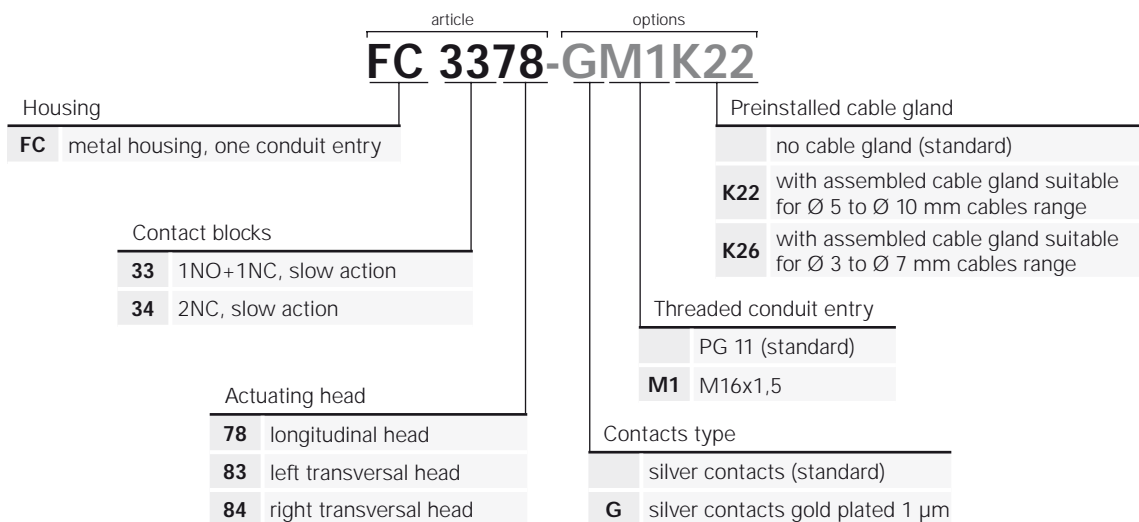 article options
FC 3378-GM1K22
Housing
FC metal housing, one conduit entry
Contact blocks
33 1NO+1NC, slow action
34 2NC, slow action
Actuating head
78 longitudinal head
83 left transversal head
84 right transversal head
Preinstalled cable gland
no cable gland (standard)
K22 with assembled cable gland suitable
for Ø 5 to Ø 10 mm cables range
K26 with assembled cable gland suitable
for Ø 3 to Ø 7 mm cables range
Threaded conduit entry
PG 11 (standard)
M1 M16x1,5
Contacts type
silver contacts (standard)
G silver contacts gold plated 1 µm